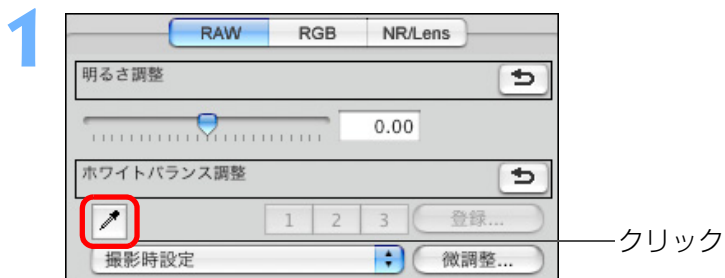 1
RAW RGB NR/Lens
明るさ調整
0.00
ホワイトバランス調整
1 2 3 登録...
クリック
撮影時設定 微調整...